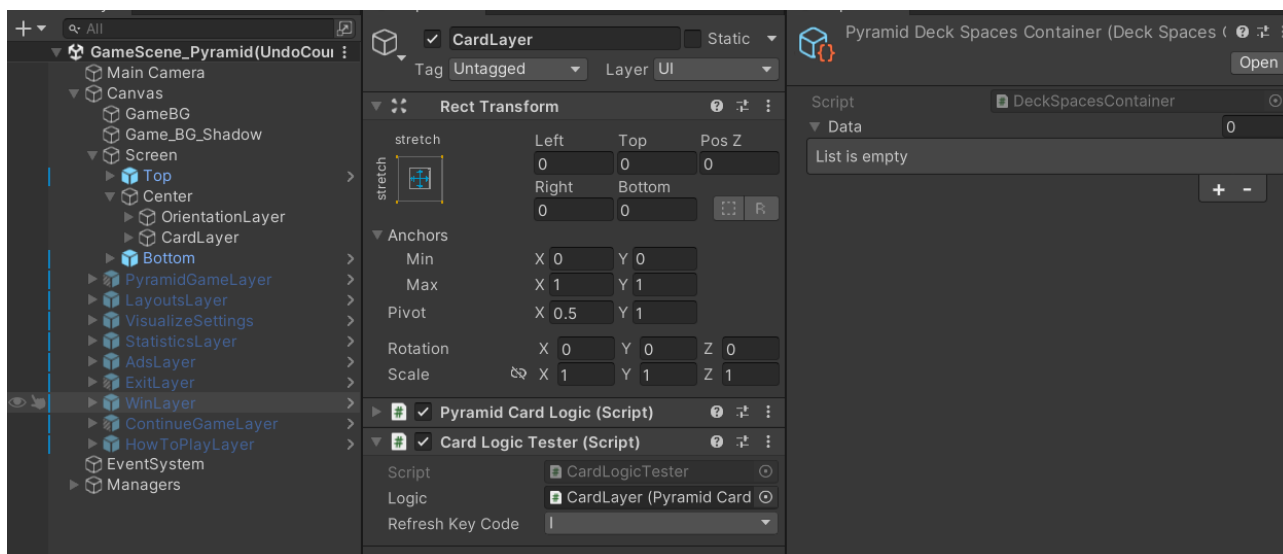 All
GameScene_Pyramid(UndoCour
Main Camera
Canvas
GameBG
Game_BG_Shadow
Screen
Top
Center
OrientationLayer
CardLayer
Bottom
PyramidGameLayer
LayoutsLayer
VisualizeSettings
StatisticsLayer
AdsLayer
ExitLayer
WinLayer
ContinueGameLayer
HowToPlayLayer
EventSystem
Managers
CardLayer Static
Tag Untagged Layer UI
Rect Transform
stretch Left Top Pos Z
stretch 0 0 0
Right Bottom
0 0 R
Anchors
Min X 0 Y 0
Max X 1 Y 1
Pivot X 0.5 Y 1
Rotation X 0 Y 0 Z 0
Scale X 1 Y 1 Z 1
# Pyramid Card Logic (Script)
# Card Logic Tester (Script)
Script # CardLogicTester
Logic # CardLayer (Pyramid Card
Refresh Key Code I
Pyramid Deck Spaces Container (Deck Spaces (
Open
Script # DeckSpacesContainer
Data 0
List is empty
+ -